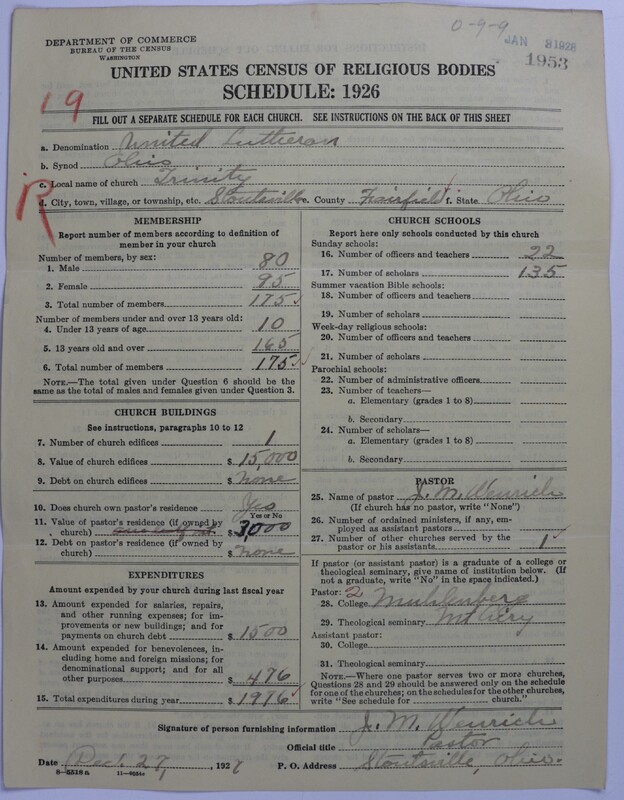 0-9-9
DEPARTMENT OF COMMERCE
BUREAU OF THE CENSUS
WASHINGTON
JAN 3 1928
1953
UNITED STATES CENSUS OF RELIGIOUS BODIES
SCHEDULE: 1926
19
FILL OUT A SEPARATE SCHEDULE FOR EACH CHURCH. SEE INSTRUCTIONS ON THE BACK OF THIS SHEET
a. Denomination United Lutheran
b. Synod Ohio
c. Local name of church Trinity
R
d. City, town, village, or township, etc. Stoutsville e. County Fairfield f. State Ohio
MEMBERSHIP
Report number of members according to definition of
member in your church
Number of members, by sex:
1. Male 80
2. Female 95
3. Total number of members 175
Number of members under and over 13 years old:
4. Under 13 years of age 10
5. 13 years old and over 165
6. Total number of members 175
NOTE.—The total given under Question 6 should be
same as the total of males and females given under Question 3.
CHURCH BUILDINGS
See instructions, paragraphs 10 to 12
7. Number of church edifices 1
8. Value of church edifices $ 15,000
9. Debt on church edifices $ none
10. Does church own pastor's residence Yes
Yes or No
11. Value of pastor's residence (if owned by
church) $ 3,000
12. Debt on pastor's residence (if owned by
church) $ none
EXPENDITURES
Amount expended by your church during last fiscal year
13. Amount expended for salaries, repairs,
and other running expenses; for im-
provements or new buildings; and for
payments on church debt $ 1500
14. Amount expended for benevolences, in-
cluding home and foreign missions; for
denominational support; and for all
other purposes $ 476
15. Total expenditures during year $ 1976
CHURCH SCHOOLS
Report here only schools conducted by this church
Sunday schools:
16. Number of officers and teachers 22
17. Number of scholars 135
Summer vacation Bible schools:
18. Number of officers and teachers
19. Number of scholars
Week-day religious schools:
20. Number of officers and teachers
21. Number of scholars
Parochial schools:
22. Number of administrative officers
23. Number of teachers—
a. Elementary (grades 1 to 8)
b. Secondary
24. Number of scholars—
a. Elementary (grades 1 to 8)
b. Secondary
PASTOR
25. Name of pastor J. M. Wenrich
(If church has no pastor, write "None")
26. Number of ordained ministers, if any, em-
ployed as assistant pastors
27. Number of other churches served by the
pastor or his assistants 1
If pastor (or assistant pastor) is a graduate of a college or
theological seminary, give name of institution below. (If
not a graduate, write "No" in the space indicated.)
Pastor: 2
28. College Muhlenberg
29. Theological seminary Mt Airy
Assistant pastor:
30. College
31. Theological seminary
NOTE.—Where one pastor serves two or more churches,
Questions 28 and 29 should be answered only on the schedule
for one of the churches; on the schedules for the other churches,
write "See schedule for church."
Signature of person furnishing information J. M. Wenrich
Official title Pastor
Date Dec. 27, 1927 P. O. Address Stoutsville, Ohio.
8—5518 a